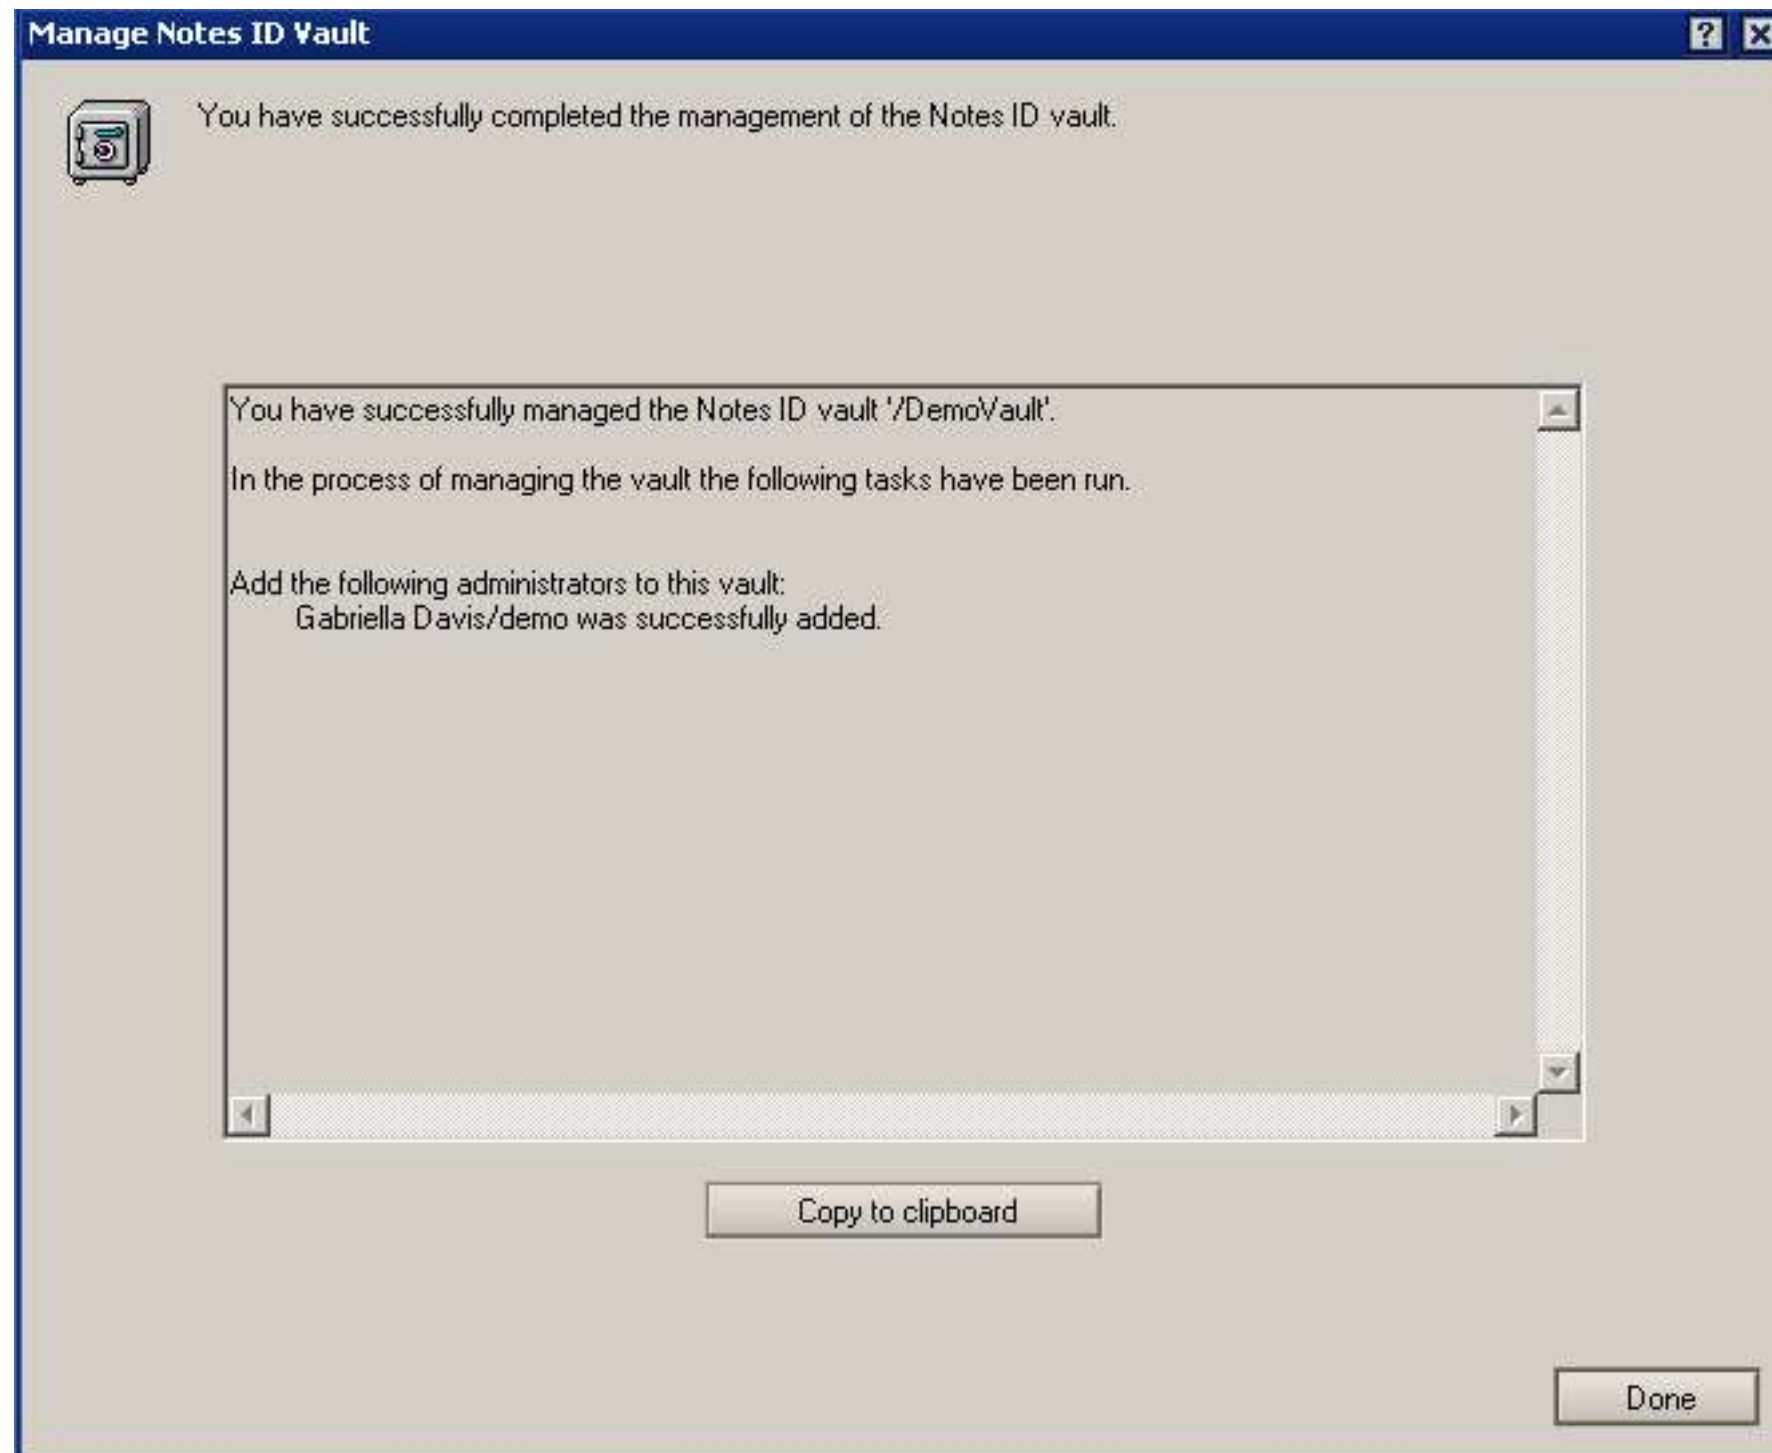 Manage Notes ID Vault
You have successfully completed the management of the Notes ID vault.
You have successfully managed the Notes ID vault '/DemoVault'.
In the process of managing the vault the following tasks have been run.
Add the following administrators to this vault:
Gabriella Davis/demo was successfully added.
Copy to clipboard
Done